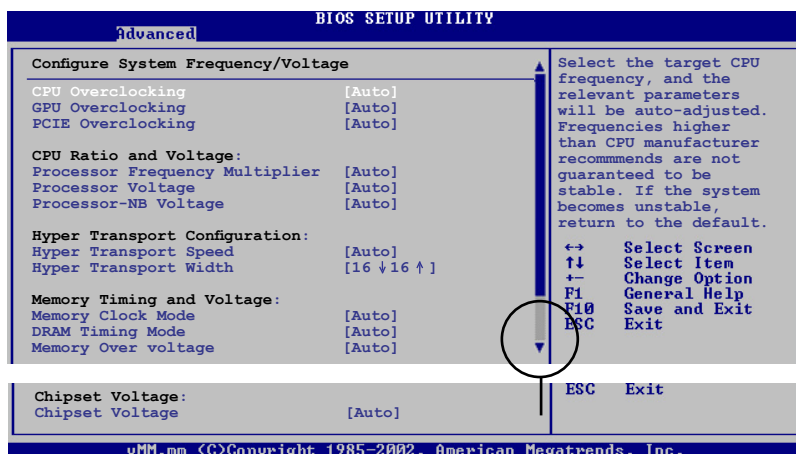 BIOS SETUP UTILITY
Advanced
Configure System Frequency/Voltage
CPU Overclocking [Auto]
GPU Overclocking [Auto]
PCIE Overclocking [Auto]
CPU Ratio and Voltage:
Processor Frequency Multiplier [Auto]
Processor Voltage [Auto]
Processor-NB Voltage [Auto]
Hyper Transport Configuration:
Hyper Transport Speed [Auto]
Hyper Transport Width [16 ↓16 ↑ ]
Memory Timing and Voltage:
Memory Clock Mode [Auto]
DRAM Timing Mode [Auto]
Memory Over voltage [Auto]
Chipset Voltage:
Chipset Voltage [Auto]
Select the target CPU
frequency, and the
relevant parameters
will be auto-adjusted.
Frequencies higher
than CPU manufacturer
recommmends are not
guaranteed to be
stable. If the system
becomes unstable,
return to the default.
↔ Select Screen
↑↓ Select Item
+- Change Option
F1 General Help
F10 Save and Exit
ESC Exit
ESC Exit
vMM.mm (C)Copyright 1985-2002, American Megatrends, Inc.